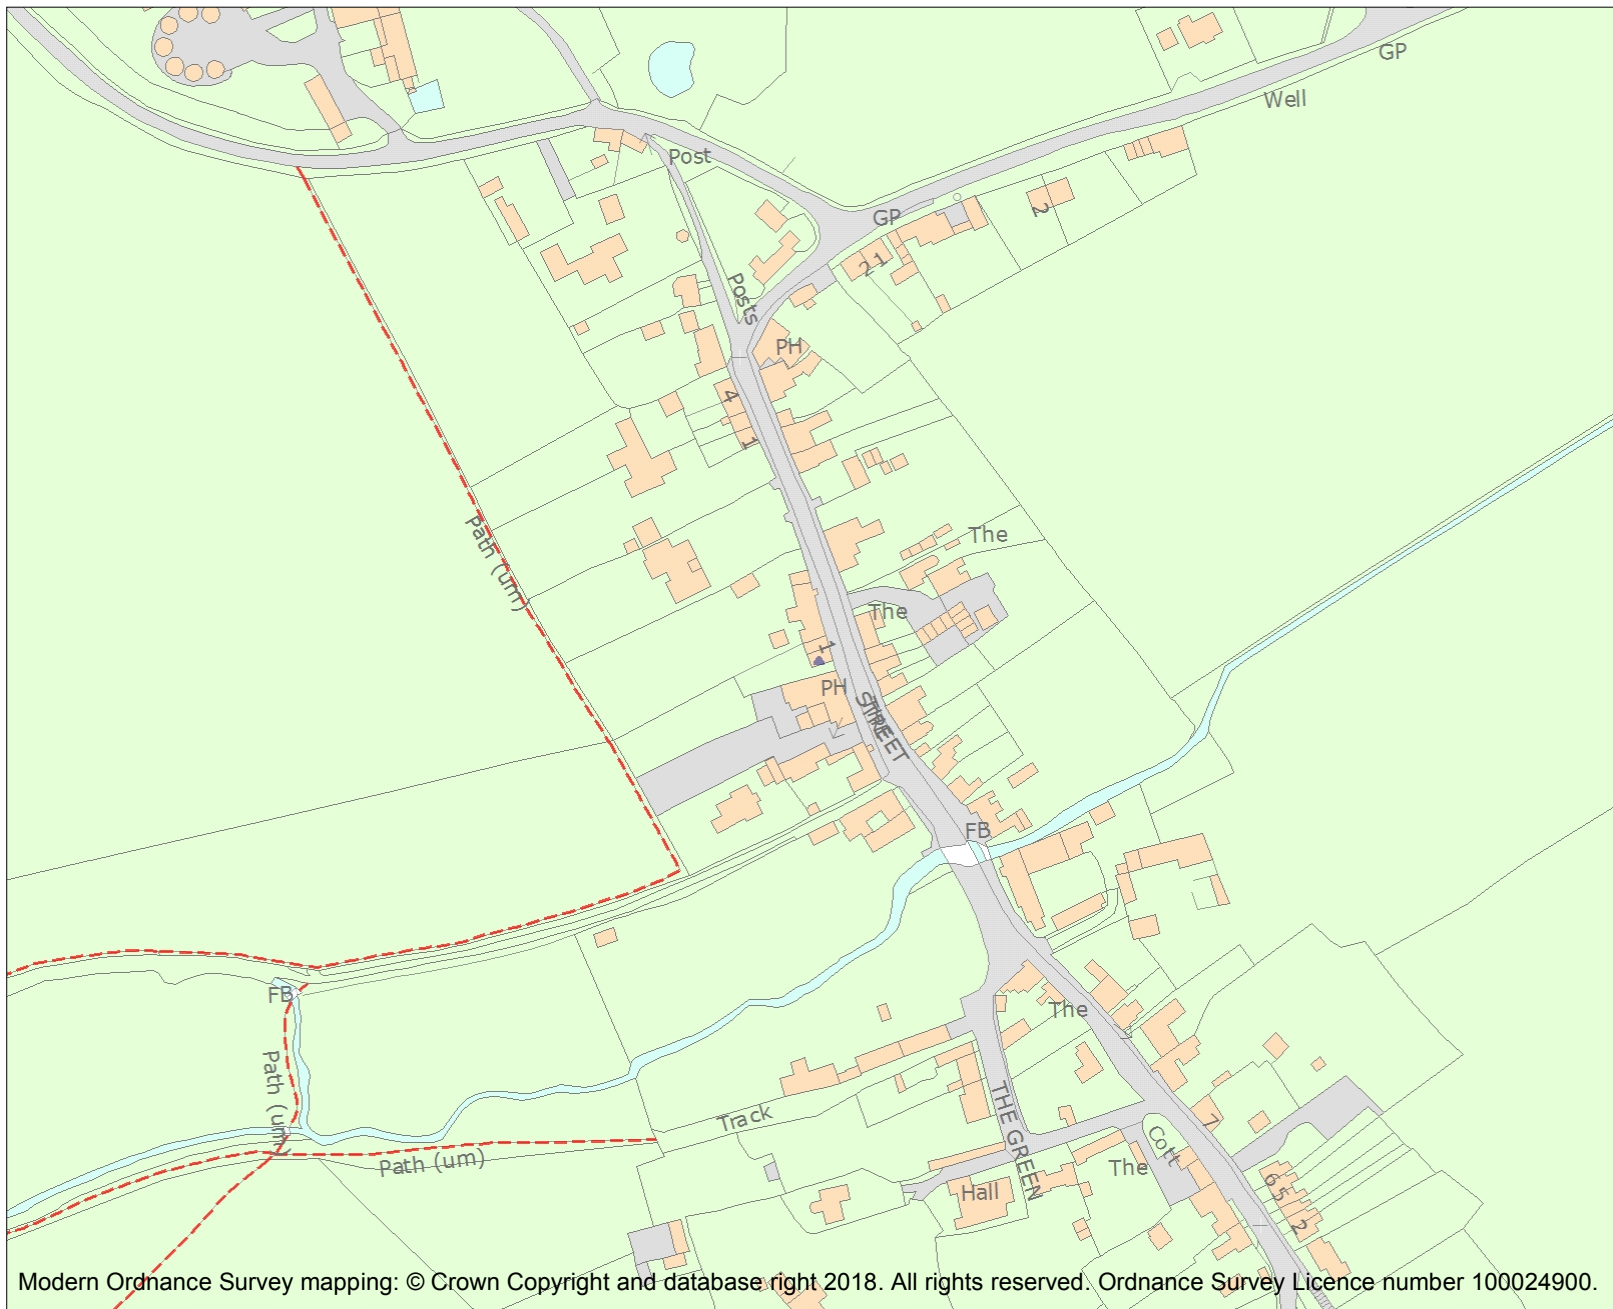 GP
Well
Post
GP
2
2 1
Posts
PH
4
1
Path (um)
The
The
1
PH
THE
STREET
FB
FB
The
Path (um)
Track
THE GREEN
7
Cott
Path (um)
The
Hall
6 5
2
Modern Ordnance Survey mapping: © Crown Copyright and database right 2018. All rights reserved. Ordnance Survey Licence number 100024900.